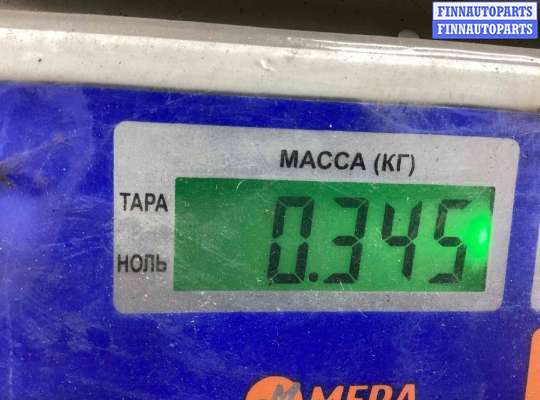 FINNAUTOPARTS
FINNAUTOPARTS
МАССА (КГ)
ТАРА
0.345
НОЛЬ
МЕРА